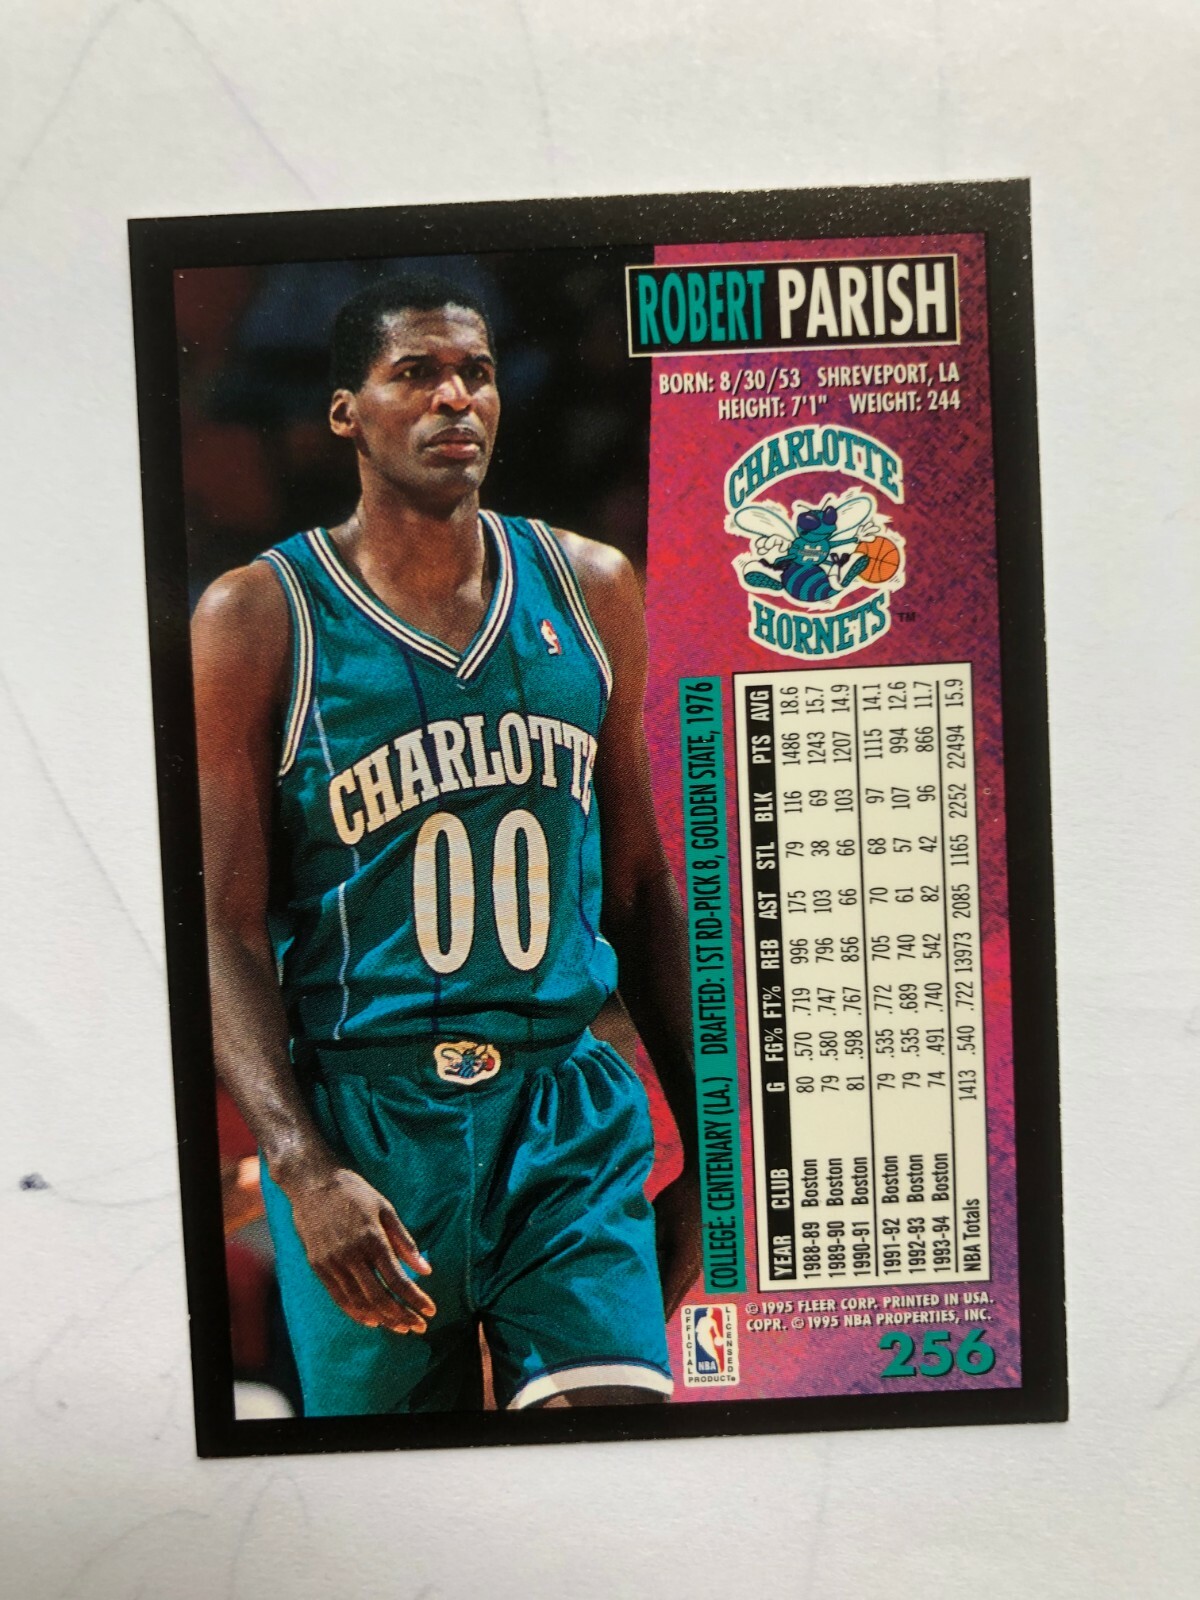 ROBERT PARISH
BORN: 8/30/53 SHREVEPORT, LA
HEIGHT: 7'1" WEIGHT: 244
CHARLOTTE
HORNETS™
CHARLOTTE
00
COLLEGE: CENTENARY (LA.) DRAFTED: 1ST RD-PICK 8, GOLDEN STATE, 1976
YEAR CLUB G FG% FT% REB AST STL BLK PTS AVG
1988-89 Boston 80 .570 .719 996 175 79 116 1486 18.6
1989-90 Boston 79 .580 .747 796 103 38 69 1243 15.7
1990-91 Boston 81 .598 .767 856 66 66 103 1207 14.9
1991-92 Boston 79 .535 .772 705 70 68 97 1115 14.1
1992-93 Boston 79 .535 .689 740 61 57 107 994 12.6
1993-94 Boston 74 .491 .740 542 82 42 96 866 11.7
NBA Totals 1413 .540 .722 13973 2085 1165 2252 22494 15.9
OFFICIAL
NBA
LICENSED
PRODUCT®
© 1995 FLEER CORP. PRINTED IN USA.
COPR. © 1995 NBA PROPERTIES, INC.
256